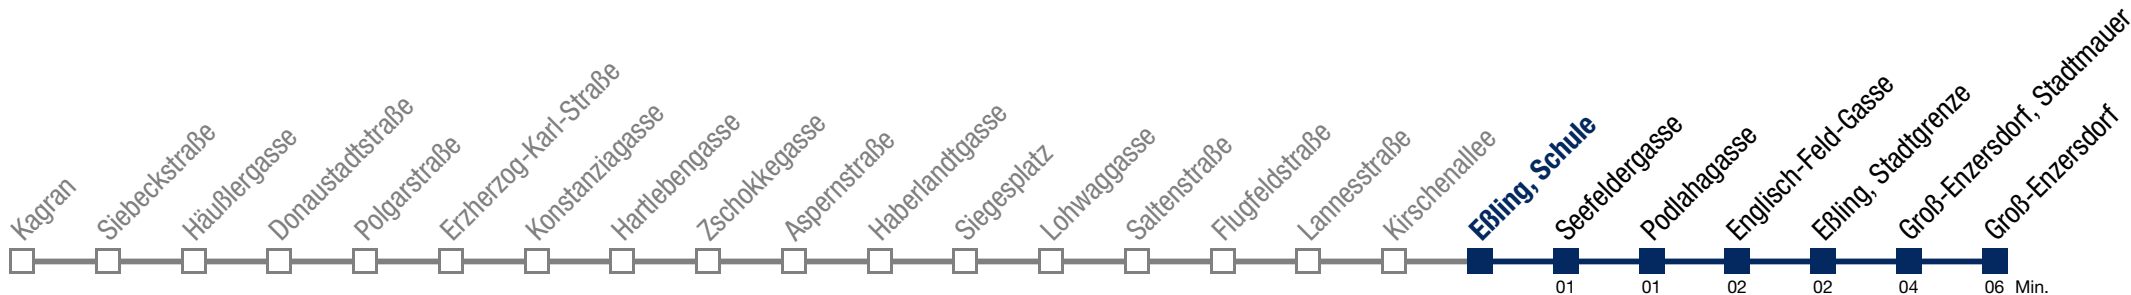 Kagran
Siebeckstraße
Häußlergasse
Donaustadtstraße
Polgarstraße
Erzherzog-Karl-Straße
Konstanziagasse
Hartlebengasse
Zschokkegasse
Aspernstraße
Haberlandtgasse
Siegesplatz
Lohwaggasse
Saltenstraße
Flugfeldstraße
Lannesstraße
Kirschenallee
Eßling, Schule
Seefeldergasse
Podlahagasse
Englisch-Feld-Gasse
Eßling, Stadtgrenze
Groß-Enzersdorf, Stadtmauer
Groß-Enzersdorf
01 01 02 02 04 06 Min.